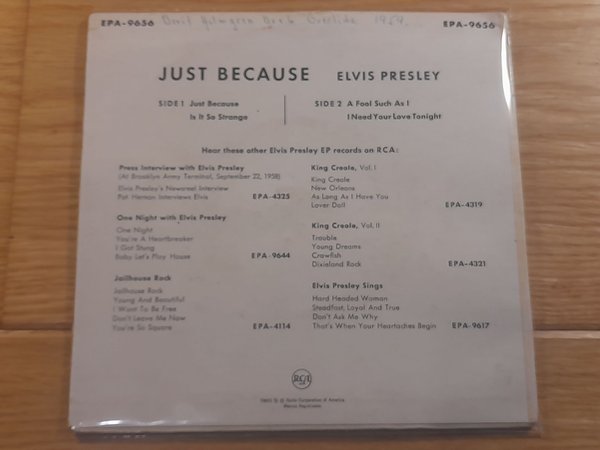 EPA-9656 1959 EPA-9656
JUST BECAUSE ELVIS PRESLEY
SIDE 1 Just Because
Is It So Strange
SIDE 2 A Fool Such As I
I Need Your Love Tonight
Hear these other Elvis Presley EP records on RCA:
Press Interview with Elvis Presley
(At Brooklyn Army Terminal, September 22, 1958)
Elvis Presley's Newsreel Interview
Pat Hernon Interviews Elvis EPA-4325
One Night with Elvis Presley
One Night
You're A Heartbreaker
I Got Stung
Baby Let's Play House EPA-9644
Jailhouse Rock
Jailhouse Rock
Young And Beautiful
I Want To Be Free
Don't Leave Me Now
You're So Square EPA-4114
King Creole, Vol. I
King Creole
New Orleans
As Long As I Have You
Lover Doll EPA-4319
King Creole, Vol. II
Trouble
Young Dreams
Crawfish
Dixieland Rock EPA-4321
Elvis Presley Sings
Hard Headed Woman
Steadfast, Loyal And True
Don't Ask Me Why
That's When Your Heartaches Begin EPA-9617
RCA
Radio Corporation of America